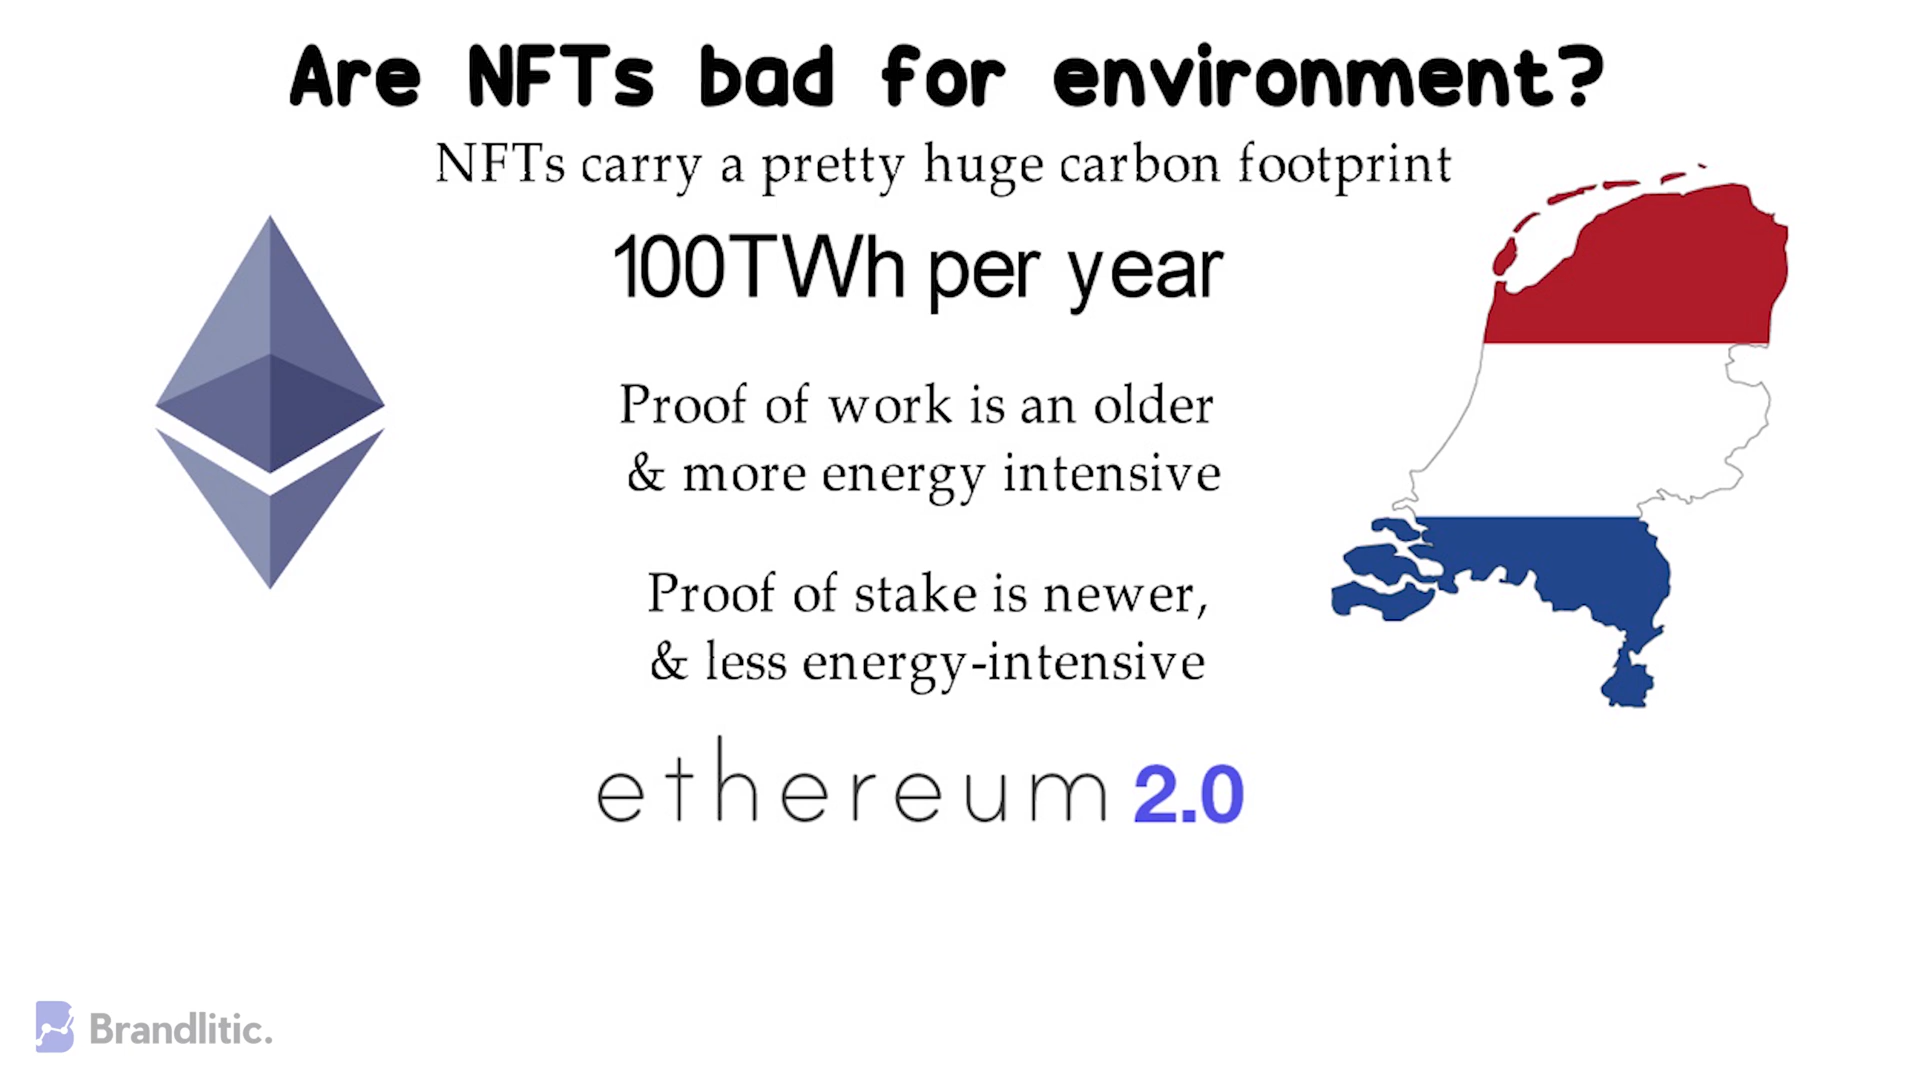 Are NFTs bad for environment?
NFTs carry a pretty huge carbon footprint
100TWh per year
Proof of work is an older
& more energy intensive
Proof of stake is newer,
& less energy-intensive
ethereum 2.0
Brandlitic.